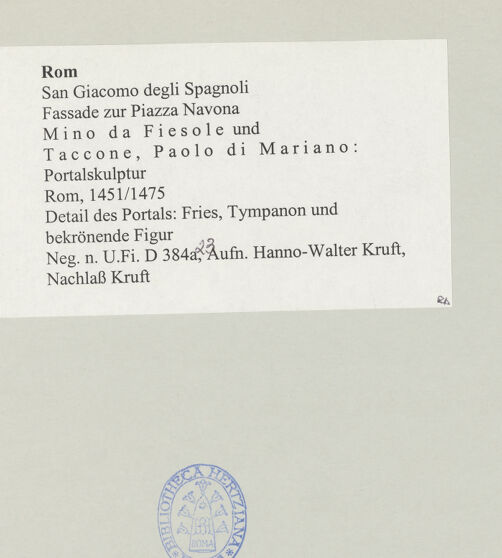 Rom
San Giacomo degli Spagnoli
Fassade zur Piazza Navona
Mino da Fiesole und
Taccone, Paolo di Mariano:
Portalskulptur
Rom, 1451/1475
Detail des Portals: Fries, Tympanon und
bekrönende Figur
Neg. n. U.Fi. D 384a, 23 Aufn. Hanno-Walter Kruft,
Nachlaß Kruft
BIBLIOTHECA HERTZIANA
ROMA